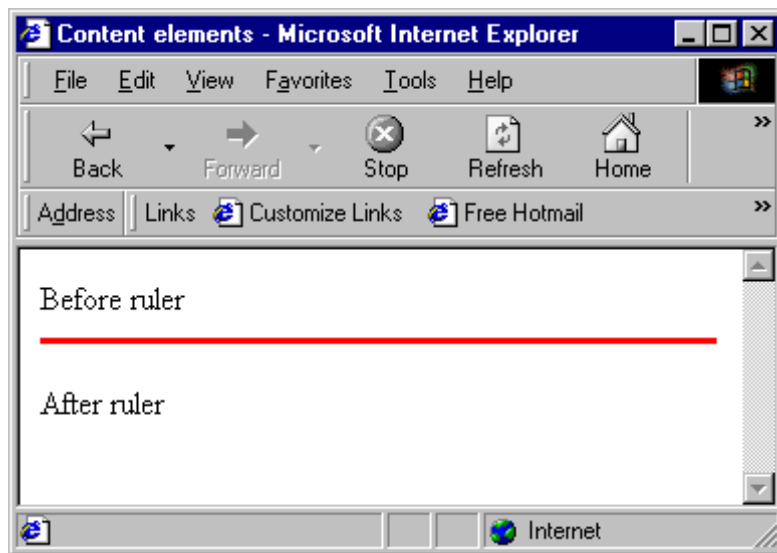 Content elements - Microsoft Internet Explorer
File Edit View Favorites Tools Help
Back Forward Stop Refresh Home »
Address Links Customize Links Free Hotmail »
Before ruler
After ruler
Internet